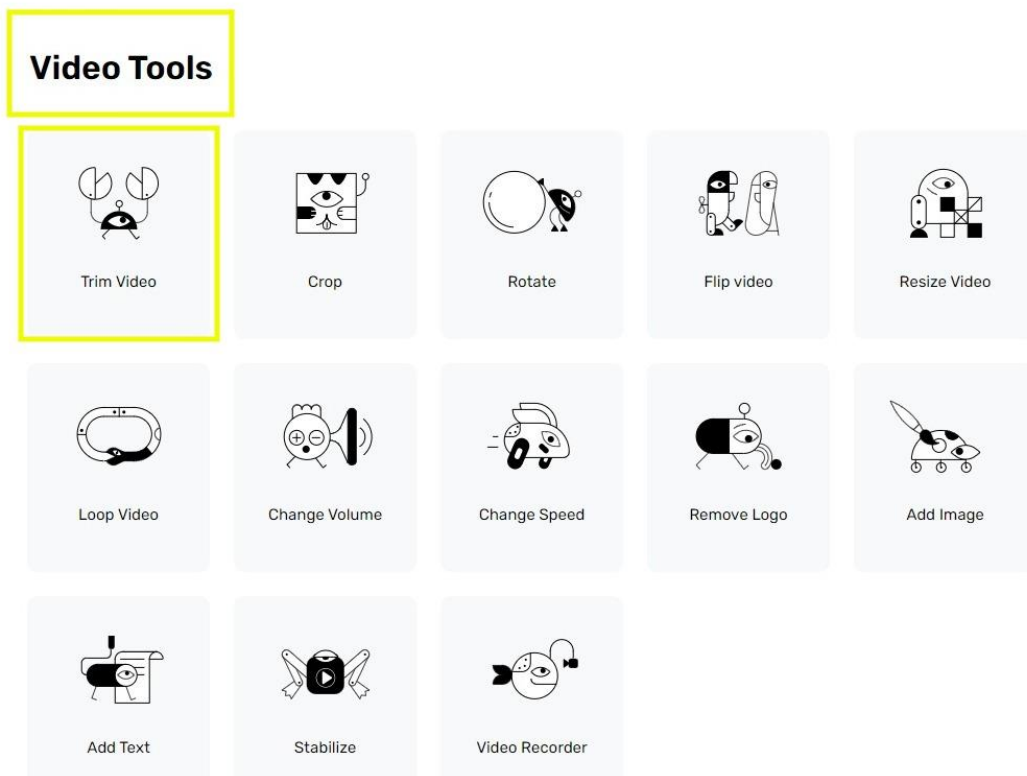 Video Tools
Trim Video
Crop
Rotate
Flip video
Resize Video
Loop Video
Change Volume
Change Speed
Remove Logo
Add Image
Add Text
Stabilize
Video Recorder